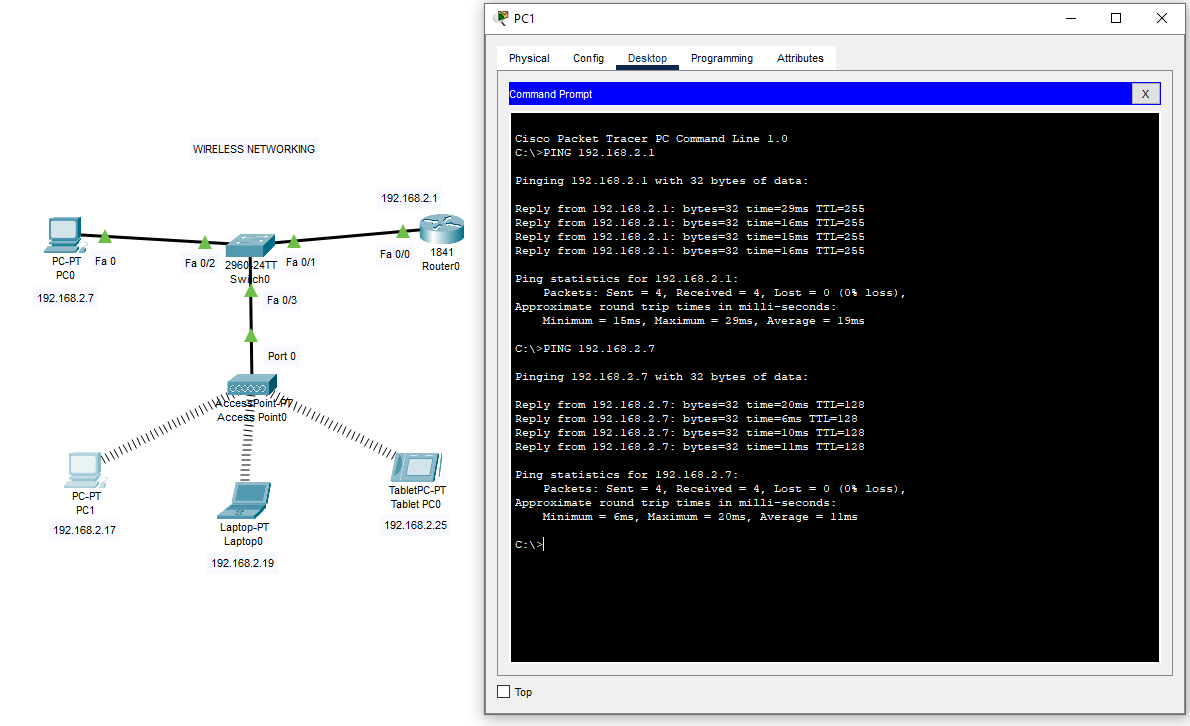 WIRELESS NETWORKING
192.168.2.1
PC-PT
PC0
Fa 0
192.168.2.7
Fa 0/2
2960-24TT
Switch0
Fa 0/1
Fa 0/0
1841
Router0
Fa 0/3
Port 0
AccessPoint-PT
Access Point0
PC-PT
PC1
192.168.2.17
Laptop-PT
Laptop0
192.168.2.19
TabletPC-PT
Tablet PC0
192.168.2.25
PC1
Physical Config Desktop Programming Attributes
Command Prompt X
Cisco Packet Tracer PC Command Line 1.0
C:\>PING 192.168.2.1
Pinging 192.168.2.1 with 32 bytes of data:
Reply from 192.168.2.1: bytes=32 time=29ms TTL=255
Reply from 192.168.2.1: bytes=32 time=16ms TTL=255
Reply from 192.168.2.1: bytes=32 time=15ms TTL=255
Reply from 192.168.2.1: bytes=32 time=16ms TTL=255
Ping statistics for 192.168.2.1:
Packets: Sent = 4, Received = 4, Lost = 0 (0% loss),
Approximate round trip times in milli-seconds:
Minimum = 15ms, Maximum = 29ms, Average = 19ms
C:\>PING 192.168.2.7
Pinging 192.168.2.7 with 32 bytes of data:
Reply from 192.168.2.7: bytes=32 time=20ms TTL=128
Reply from 192.168.2.7: bytes=32 time=6ms TTL=128
Reply from 192.168.2.7: bytes=32 time=10ms TTL=128
Reply from 192.168.2.7: bytes=32 time=11ms TTL=128
Ping statistics for 192.168.2.7:
Packets: Sent = 4, Received = 4, Lost = 0 (0% loss),
Approximate round trip times in milli-seconds:
Minimum = 6ms, Maximum = 20ms, Average = 11ms
C:\>
Top